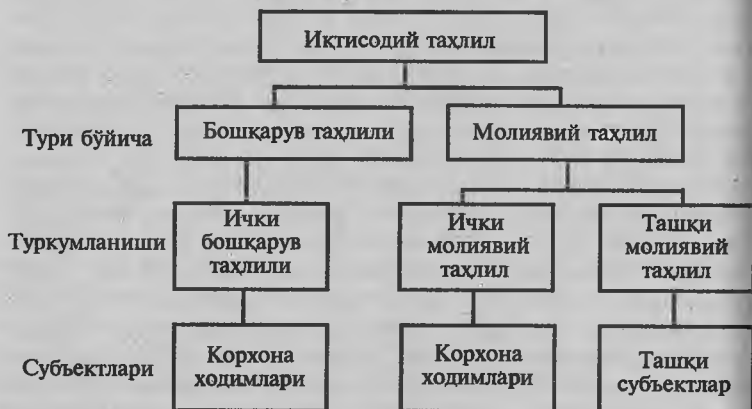 Иқтисодий таҳлил
Тури бўйича
Бошқарув таҳлили
Молиявий таҳлил
Туркумланиши
Ички
бошқарув
таҳлили
Ички
молиявий
таҳлил
Ташқи
молиявий
таҳлил
Субъектлари
Корхона
ходимлари
Корхона
ходимлари
Ташқи
субъектлар